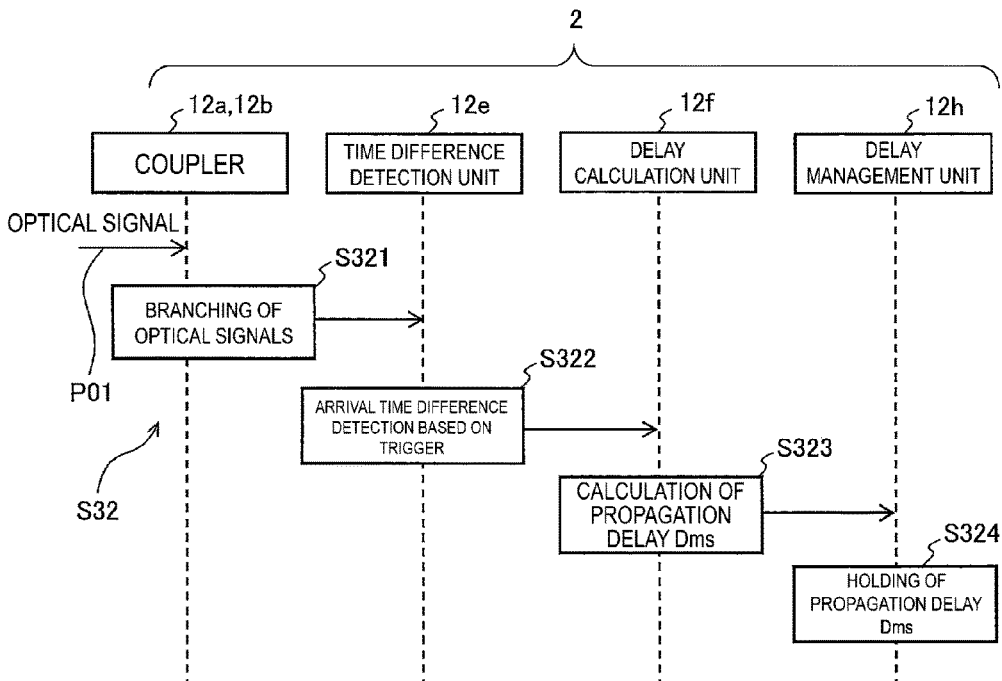 2
12a,12b
12e
12f
12h
COUPLER
TIME DIFFERENCE
DETECTION UNIT
DELAY
CALCULATION UNIT
DELAY
MANAGEMENT UNIT
OPTICAL SIGNAL
P01
S321
BRANCHING OF
OPTICAL SIGNALS
S322
ARRIVAL TIME DIFFERENCE
DETECTION BASED ON
TRIGGER
S32
S323
CALCULATION OF
PROPAGATION
DELAY Dms
S324
HOLDING OF
PROPAGATION DELAY
Dms